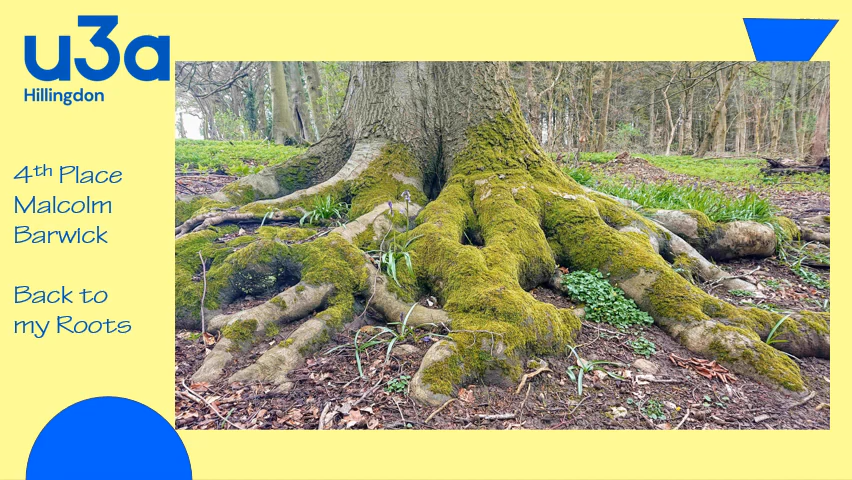 u3a
Hillingdon
4th Place
Malcolm
Barwick
Back to
my Roots